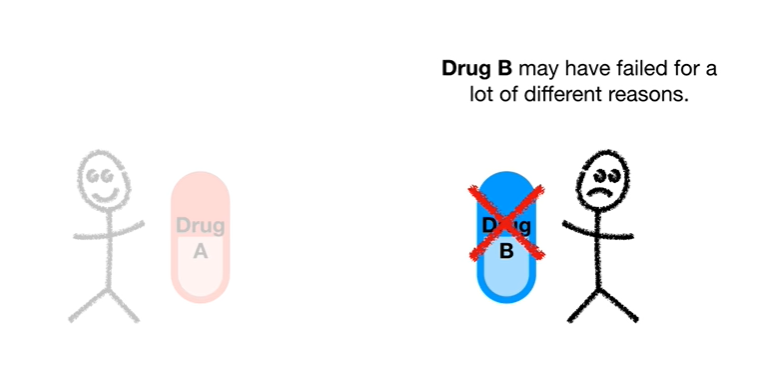 Drug B may have failed for a
lot of different reasons.
Drug
A
Drug
B